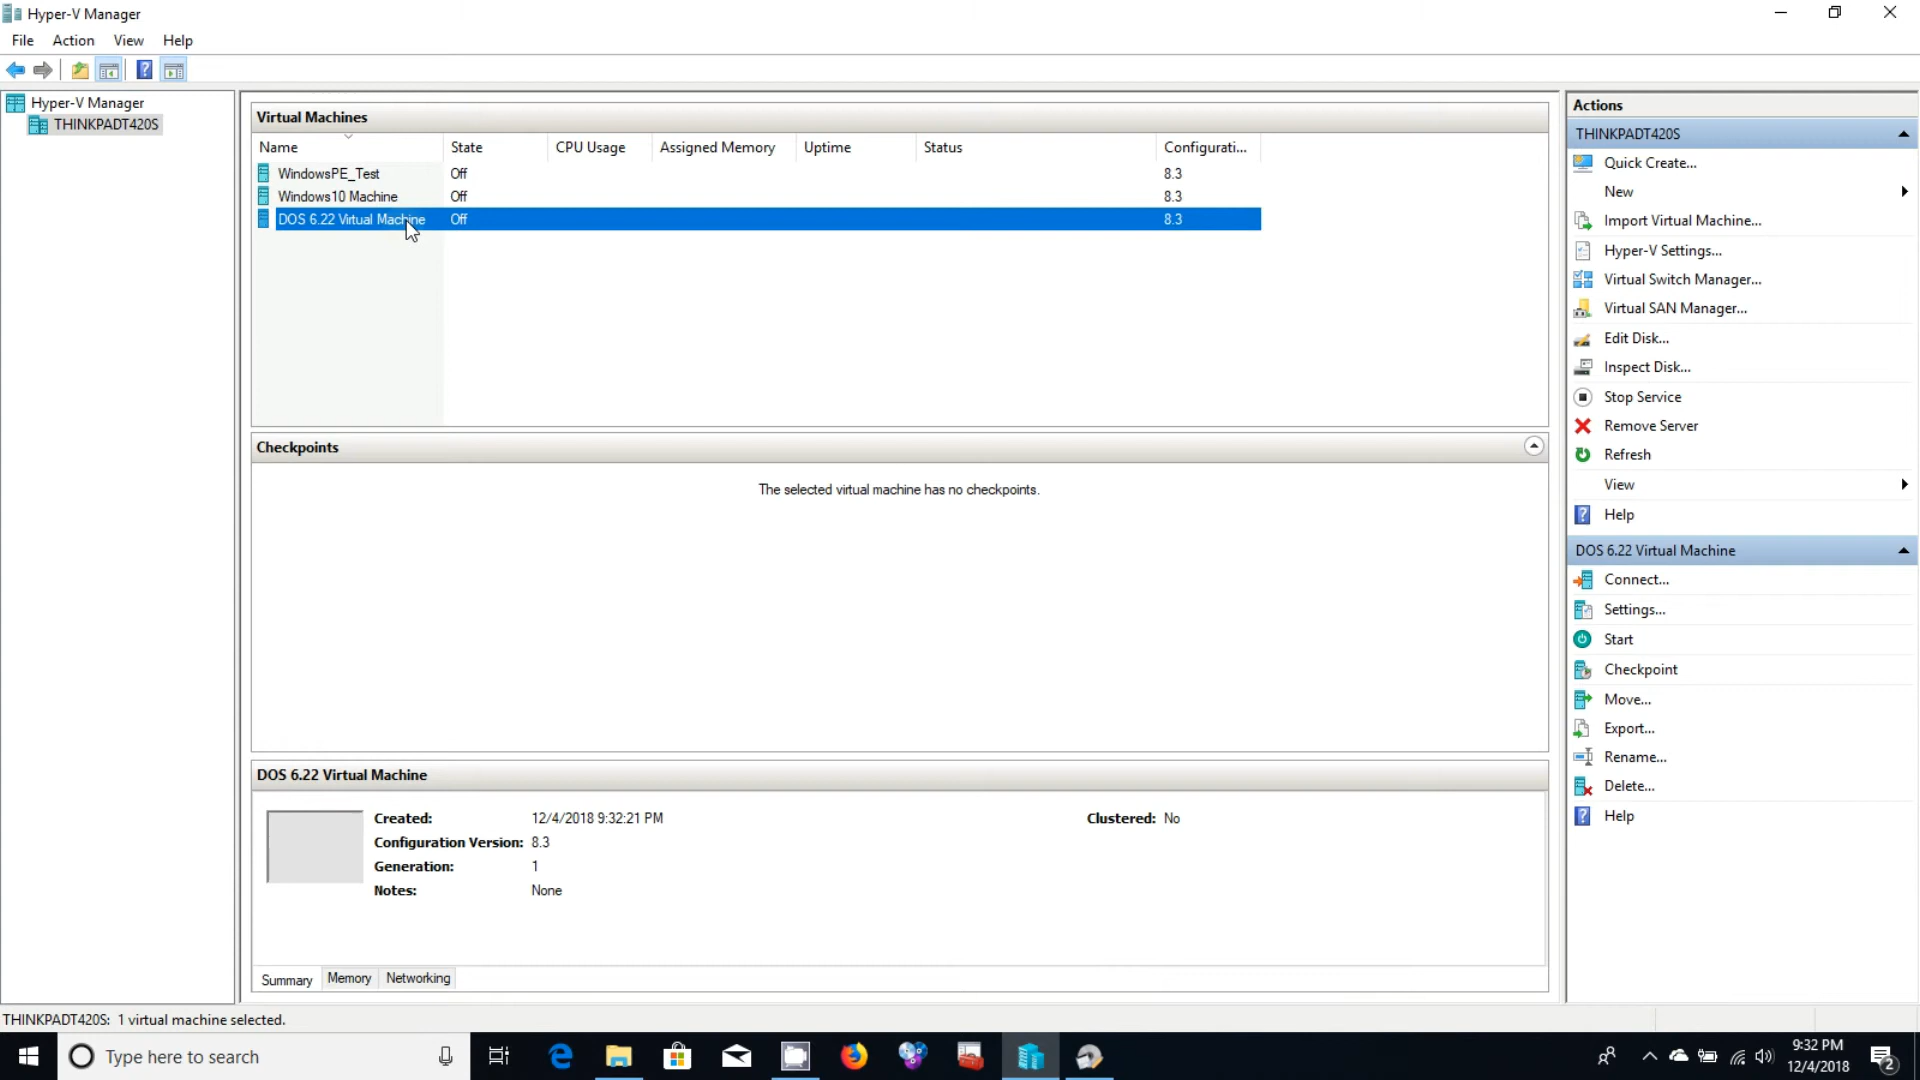 Hyper-V Manager
File Action View Help
Hyper-V Manager
THINKPADT420S
Virtual Machines
Name State CPU Usage Assigned Memory Uptime Status Configurati...
WindowsPE_Test Off 8.3
Windows10 Machine Off 8.3
DOS 6.22 Virtual Machine Off 8.3
Checkpoints
The selected virtual machine has no checkpoints.
DOS 6.22 Virtual Machine
Created: 12/4/2018 9:32:21 PM Clustered: No
Configuration Version: 8.3
Generation: 1
Notes: None
Summary Memory Networking
Actions
THINKPADT420S
Quick Create...
New
Import Virtual Machine...
Hyper-V Settings...
Virtual Switch Manager...
Virtual SAN Manager...
Edit Disk...
Inspect Disk...
Stop Service
Remove Server
Refresh
View
Help
DOS 6.22 Virtual Machine
Connect...
Settings...
Start
Checkpoint
Move...
Export...
Rename...
Delete...
Help
THINKPADT420S: 1 virtual machine selected.
Type here to search
9:32 PM
12/4/2018
2